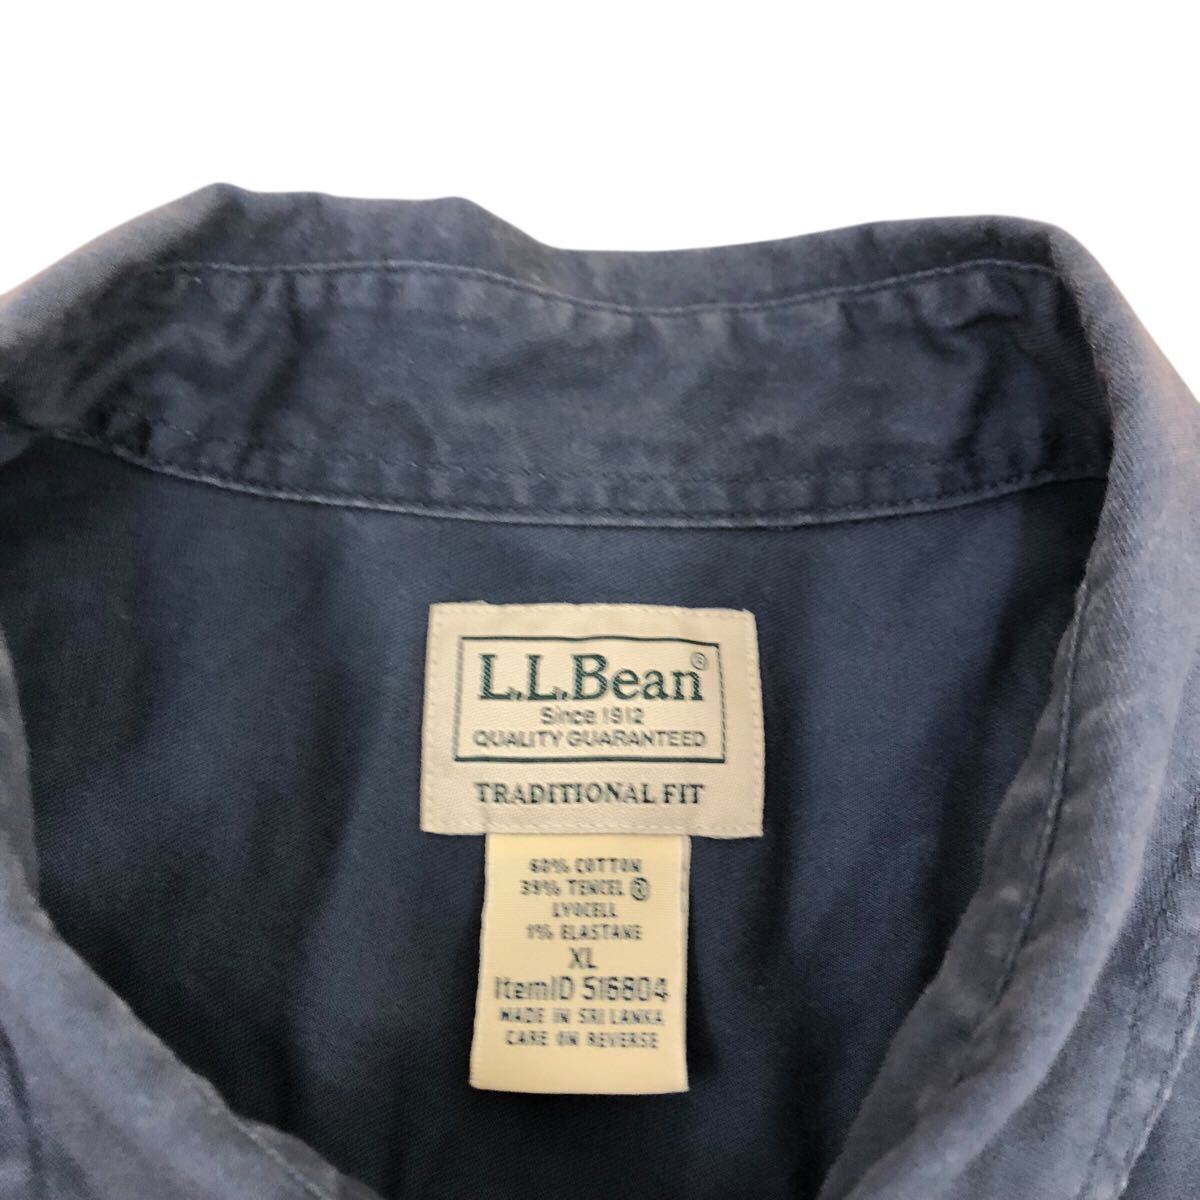 L.L.Bean®
Since 1912
QUALITY GUARANTEED
TRADITIONAL FIT
60% COTTON
39% TENCEL ®
LYOCELL
1% ELASTANE
XL
ItemID 516804
MADE IN SRI LANKA
CARE ON REVERSE